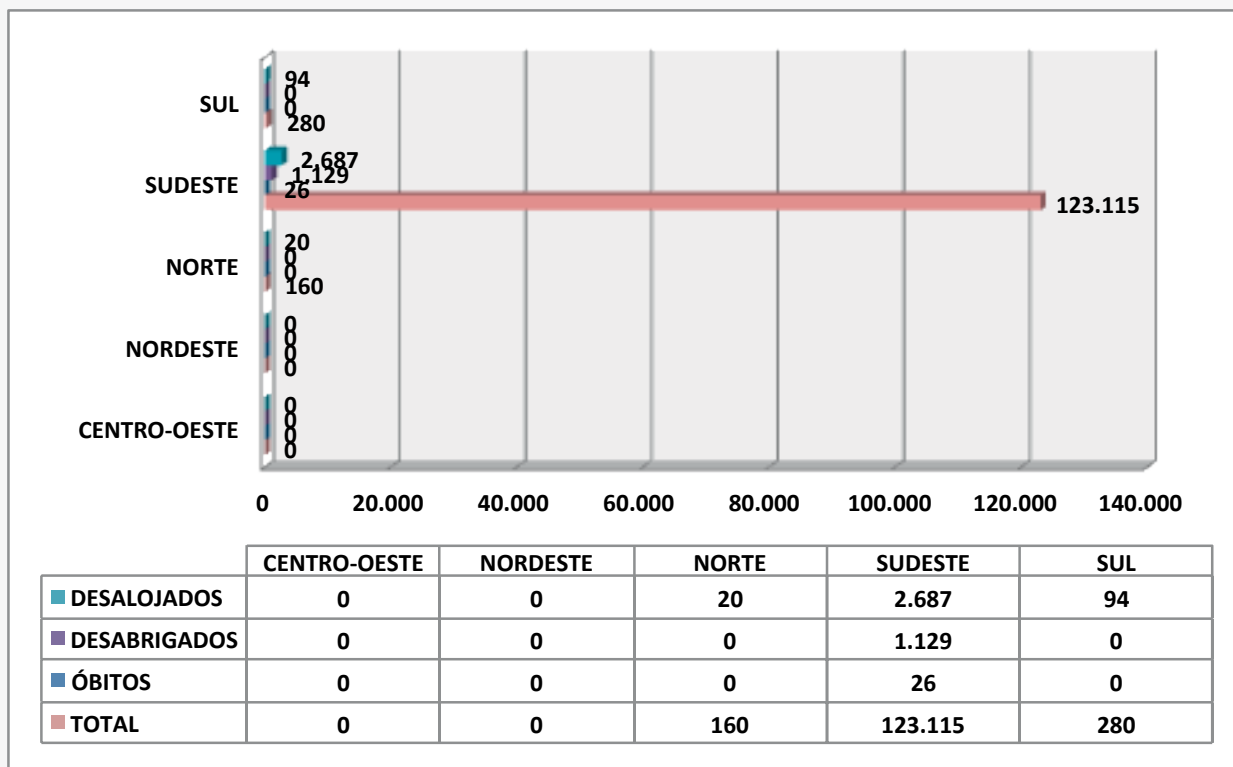 SUL
94
0
0
280
SUDESTE
2.687
1.129
26
123.115
NORTE
20
0
0
160
NORDESTE
0
0
0
0
CENTRO-OESTE
0
0
0
0
0 20.000 40.000 60.000 80.000 100.000 120.000 140.000
CENTRO-OESTE NORDESTE NORTE SUDESTE SUL
DESALOJADOS 0 0 20 2.687 94
DESABRIGADOS 0 0 0 1.129 0
ÓBITOS 0 0 0 26 0
TOTAL 0 0 160 123.115 280